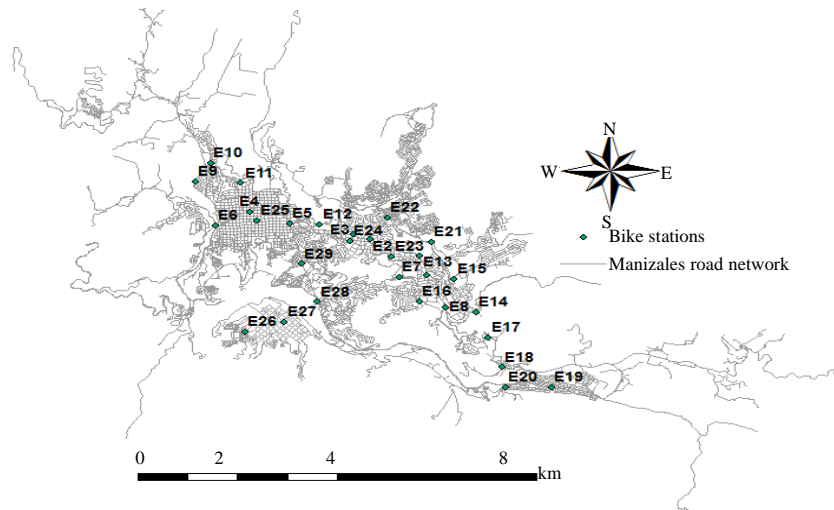 E10
E9
E11
E4
E25
E6
E5
E12
E22
E3
E24
E21
E2
E23
E29
E7
E13
E15
E28
E16
E8
E14
E27
E26
E17
E18
E20
E19
N
W
E
S
Bike stations
Manizales road network
0 2 4 8
km